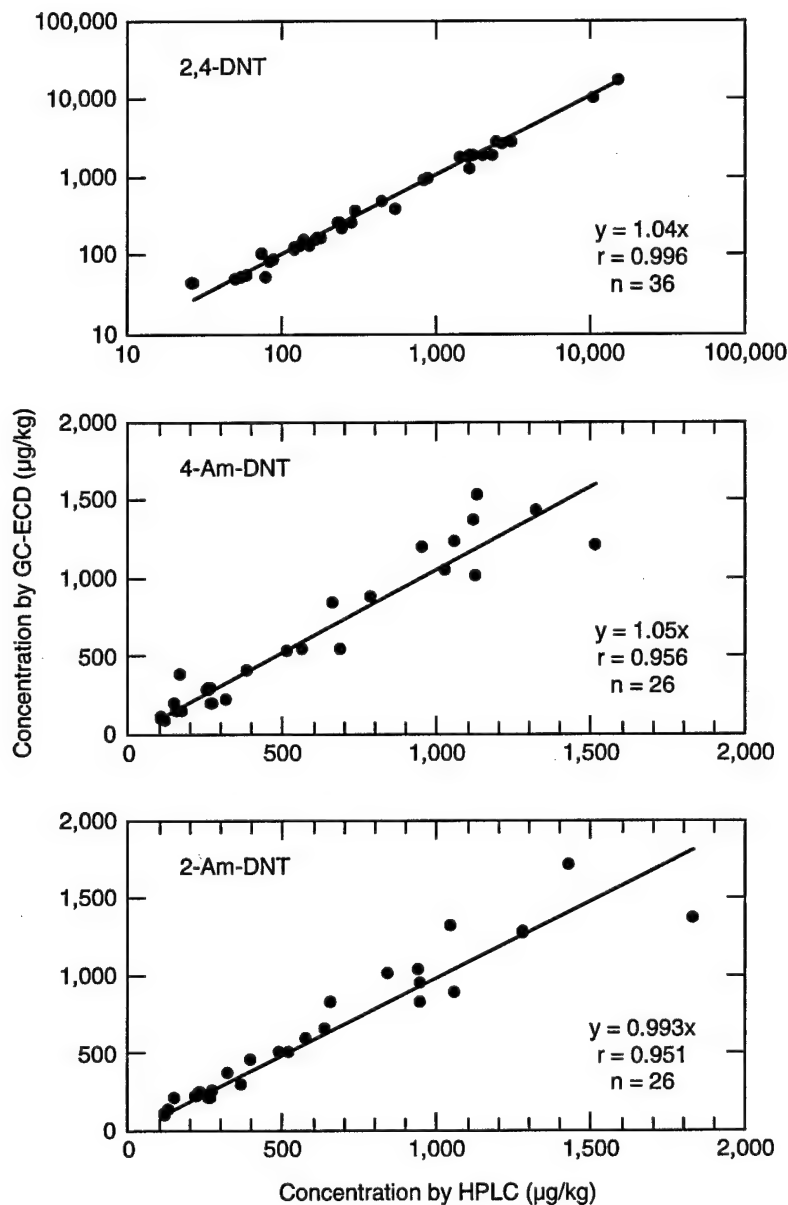 100,000
2,4-DNT
10,000
1,000
y = 1.04x
r = 0.996
100
n = 36
10
10 100 1,000 10,000 100,000
Concentration by GC-ECD (µg/kg)
2,000
4-Am-DNT
1,500
1,000
y = 1.05x
500
r = 0.956
n = 26
0
0 500 1,000 1,500 2,000
2,000
2-Am-DNT
1,500
1,000
y = 0.993x
500
r = 0.951
n = 26
0
0 500 1,000 1,500 2,000
Concentration by HPLC (µg/kg)